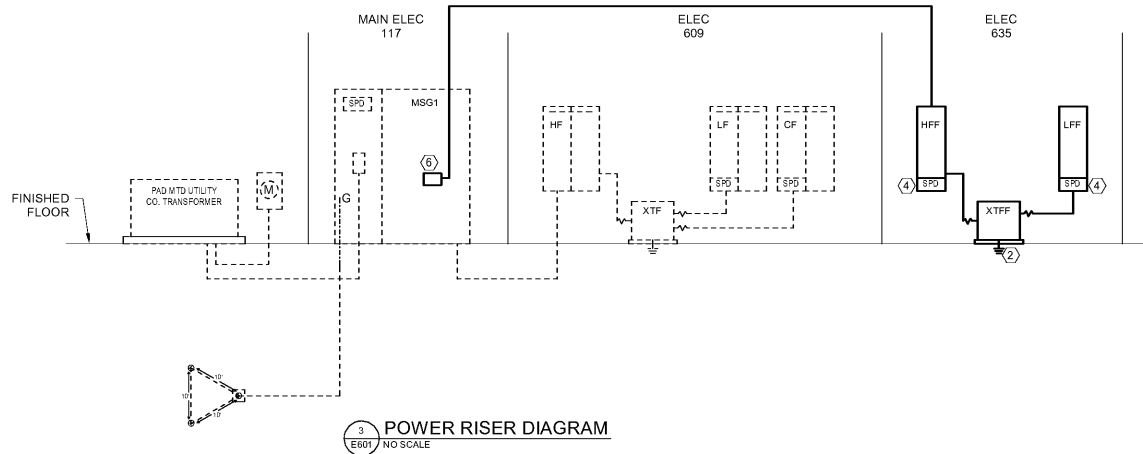 MAIN ELEC
117
ELEC
609
ELEC
635
SPD
MSG1
6
G
M
PAD MTD UTILITY
CO. TRANSFORMER
FINISHED
FLOOR
HF
LF
CF
SPD
SPD
XTF
HFF
LFF
4
SPD
SPD
4
XTFF
2
10'
10'
10'
3
E601
POWER RISER DIAGRAM
NO SCALE